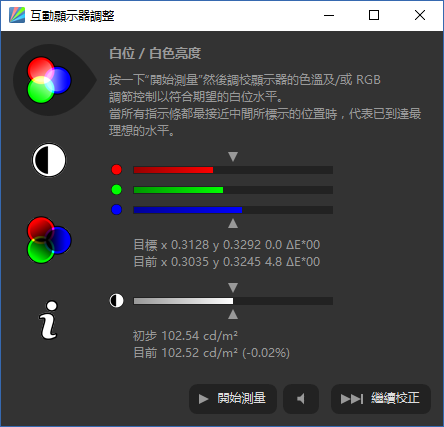 互動顯示器調整
白位 / 白色亮度
按一下“開始測量”然後調校顯示器的色溫及/或 RGB
調節控制以符合期望的白位水平。
當所有指示條都最接近中間所標示的位置時，代表已到達最
理想的水平。
目標 x 0.3128 y 0.3292 0.0 ΔE*00
目前 x 0.3035 y 0.3245 4.8 ΔE*00
初步 102.54 cd/m²
目前 102.52 cd/m² (-0.02%)
開始測量
繼續校正